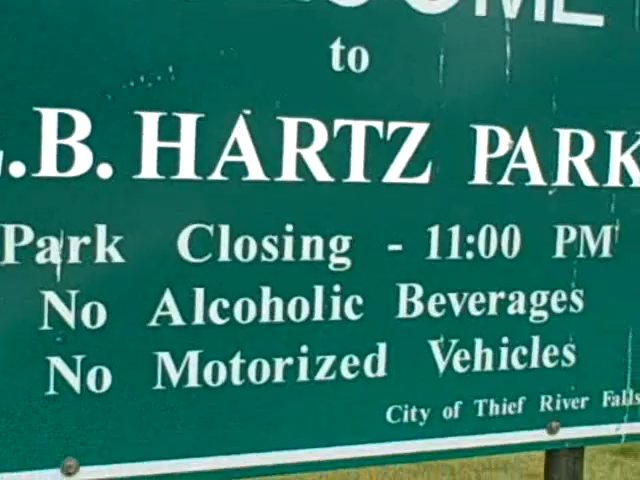 to
.B. HARTZ PARK
Park Closing - 11:00 PM
No Alcoholic Beverages
No Motorized Vehicles
City of Thief River Falls